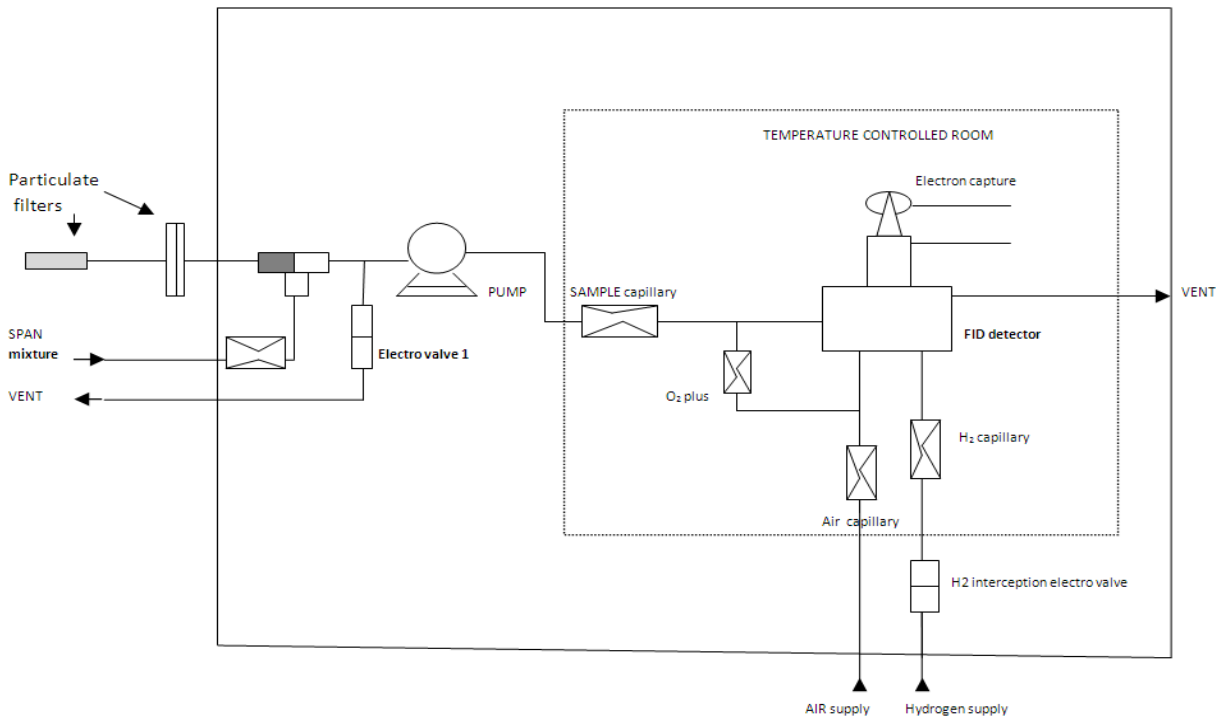 TEMPERATURE CONTROLLED ROOM
Particulate
filters
Electron capture
PUMP
SAMPLE capillary
VENT
SPAN
mixture
Electro valve 1
FID detector
VENT
O₂ plus
H₂ capillary
Air capillary
H2 interception electro valve
AIR supply
Hydrogen supply